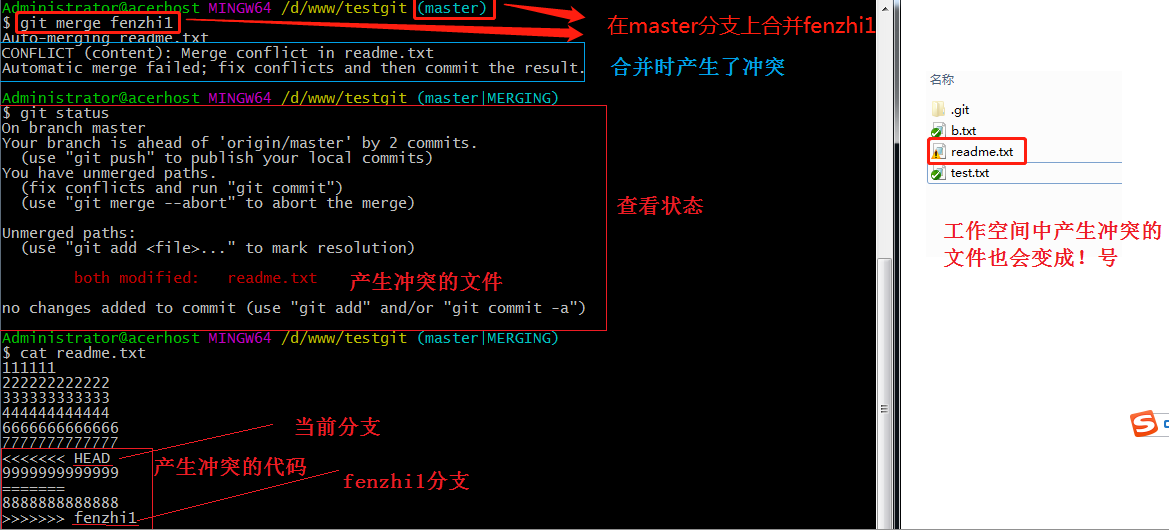 Administrator@acerhost MINGW64 /d/www/testgit (master)
$ git merge fenzhi1
在master分支上合并fenzhi1
Auto-merging readme.txt
CONFLICT (content): Merge conflict in readme.txt
Automatic merge failed; fix conflicts and then commit the result.
合并时产生了冲突
Administrator@acerhost MINGW64 /d/www/testgit (master|MERGING)
$ git status
On branch master
Your branch is ahead of 'origin/master' by 2 commits.
(use "git push" to publish your local commits)
You have unmerged paths.
(fix conflicts and run "git commit")
(use "git merge --abort" to abort the merge)
查看状态
Unmerged paths:
(use "git add <file>..." to mark resolution)
both modified: readme.txt
产生冲突的文件
no changes added to commit (use "git add" and/or "git commit -a")
Administrator@acerhost MINGW64 /d/www/testgit (master|MERGING)
$ cat readme.txt
111111
222222222222
333333333333
444444444444
6666666666666
7777777777777
<<<<<<< HEAD
当前分支
9999999999999
产生冲突的代码
=======
8888888888888
>>>>>>> fenzhi1
fenzhi1分支
名称
.git
b.txt
readme.txt
test.txt
工作空间中产生冲突的
文件也会变成！号